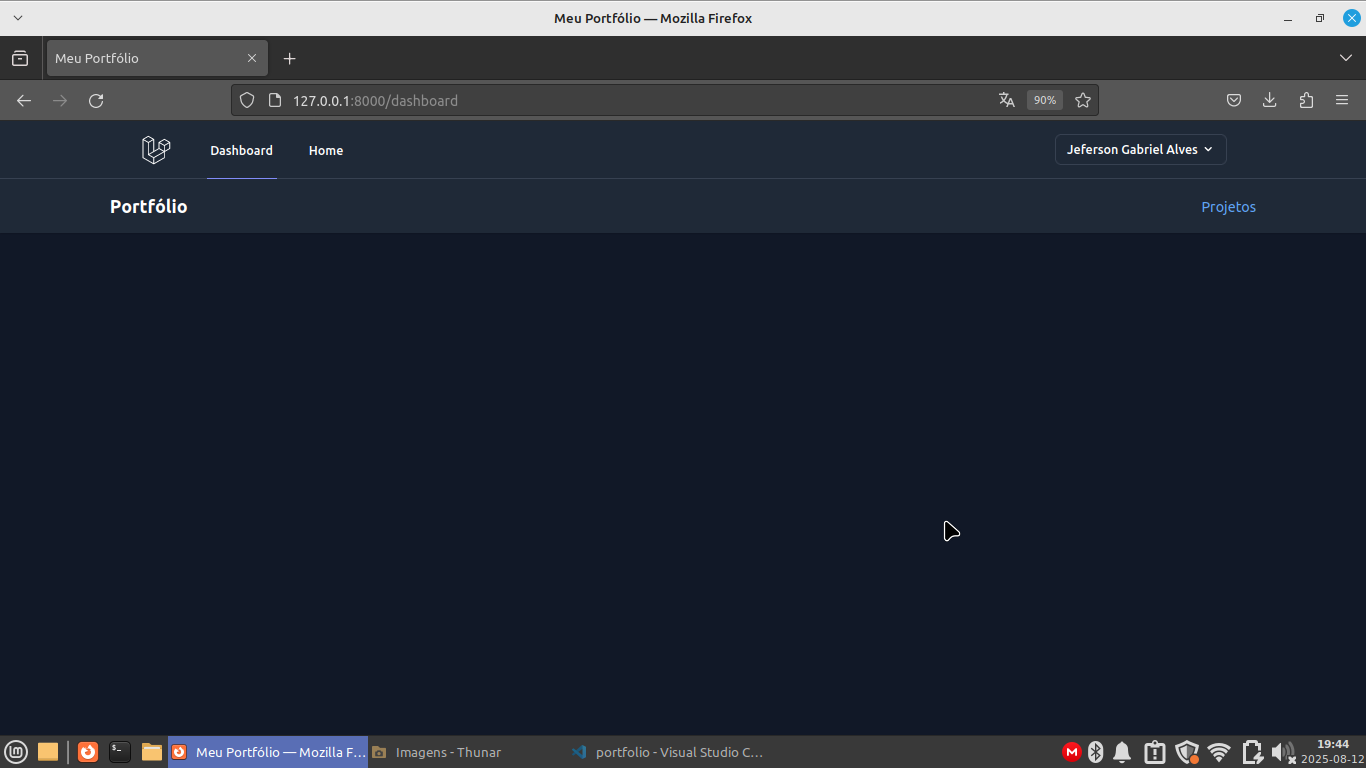 Meu Portfólio — Mozilla Firefox
Meu Portfólio
127.0.0.1:8000/dashboard
90%
Dashboard
Home
Jeferson Gabriel Alves
Portfólio
Projetos
Meu Portfólio — Mozilla F...
Imagens - Thunar
portfolio - Visual Studio C...
19:44
2025-08-12